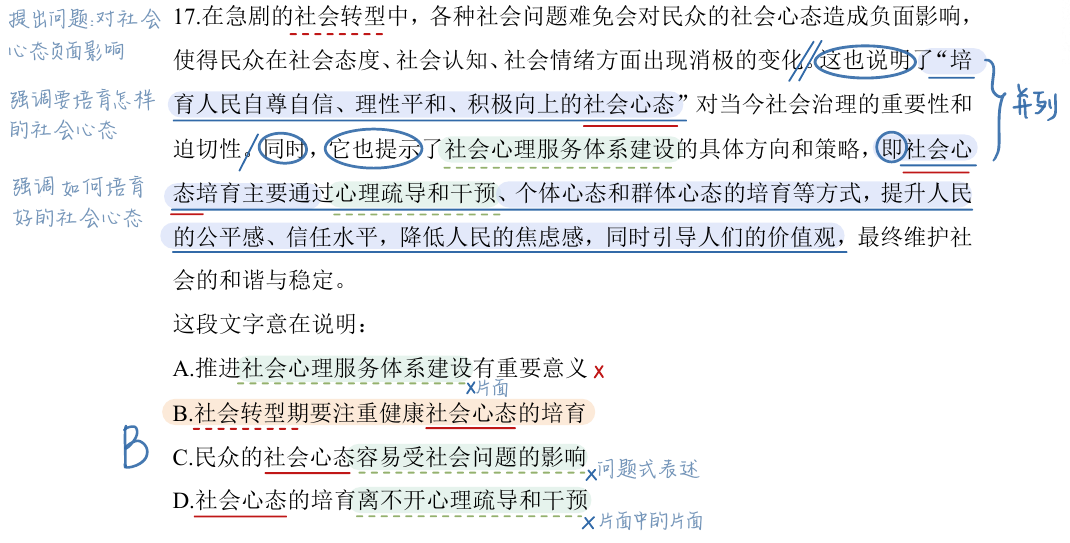 提出问题:对社会
心态负面影响
强调要培育怎样
的社会心态
强调如何培育
好的社会心态
17.在急剧的社会转型中，各种社会问题难免会对民众的社会心态造成负面影响，
使得民众在社会态度、社会认知、社会情绪方面出现消极的变化。这也说明了“培
育人民自尊自信、理性平和、积极向上的社会心态”对当今社会治理的重要性和
迫切性。同时，它也提示了社会心理服务体系建设的具体方向和策略，即社会心
态培育主要通过心理疏导和干预、个体心态和群体心态的培育等方式，提升人民
的公平感、信任水平，降低人民的焦虑感，同时引导人们的价值观，最终维护社
会的和谐与稳定。
并列
这段文字意在说明：
A.推进社会心理服务体系建设有重要意义 x
x片面
B.社会转型期要注重健康社会心态的培育
B
C.民众的社会心态容易受社会问题的影响
x问题式表述
D.社会心态的培育离不开心理疏导和干预
x片面中的片面